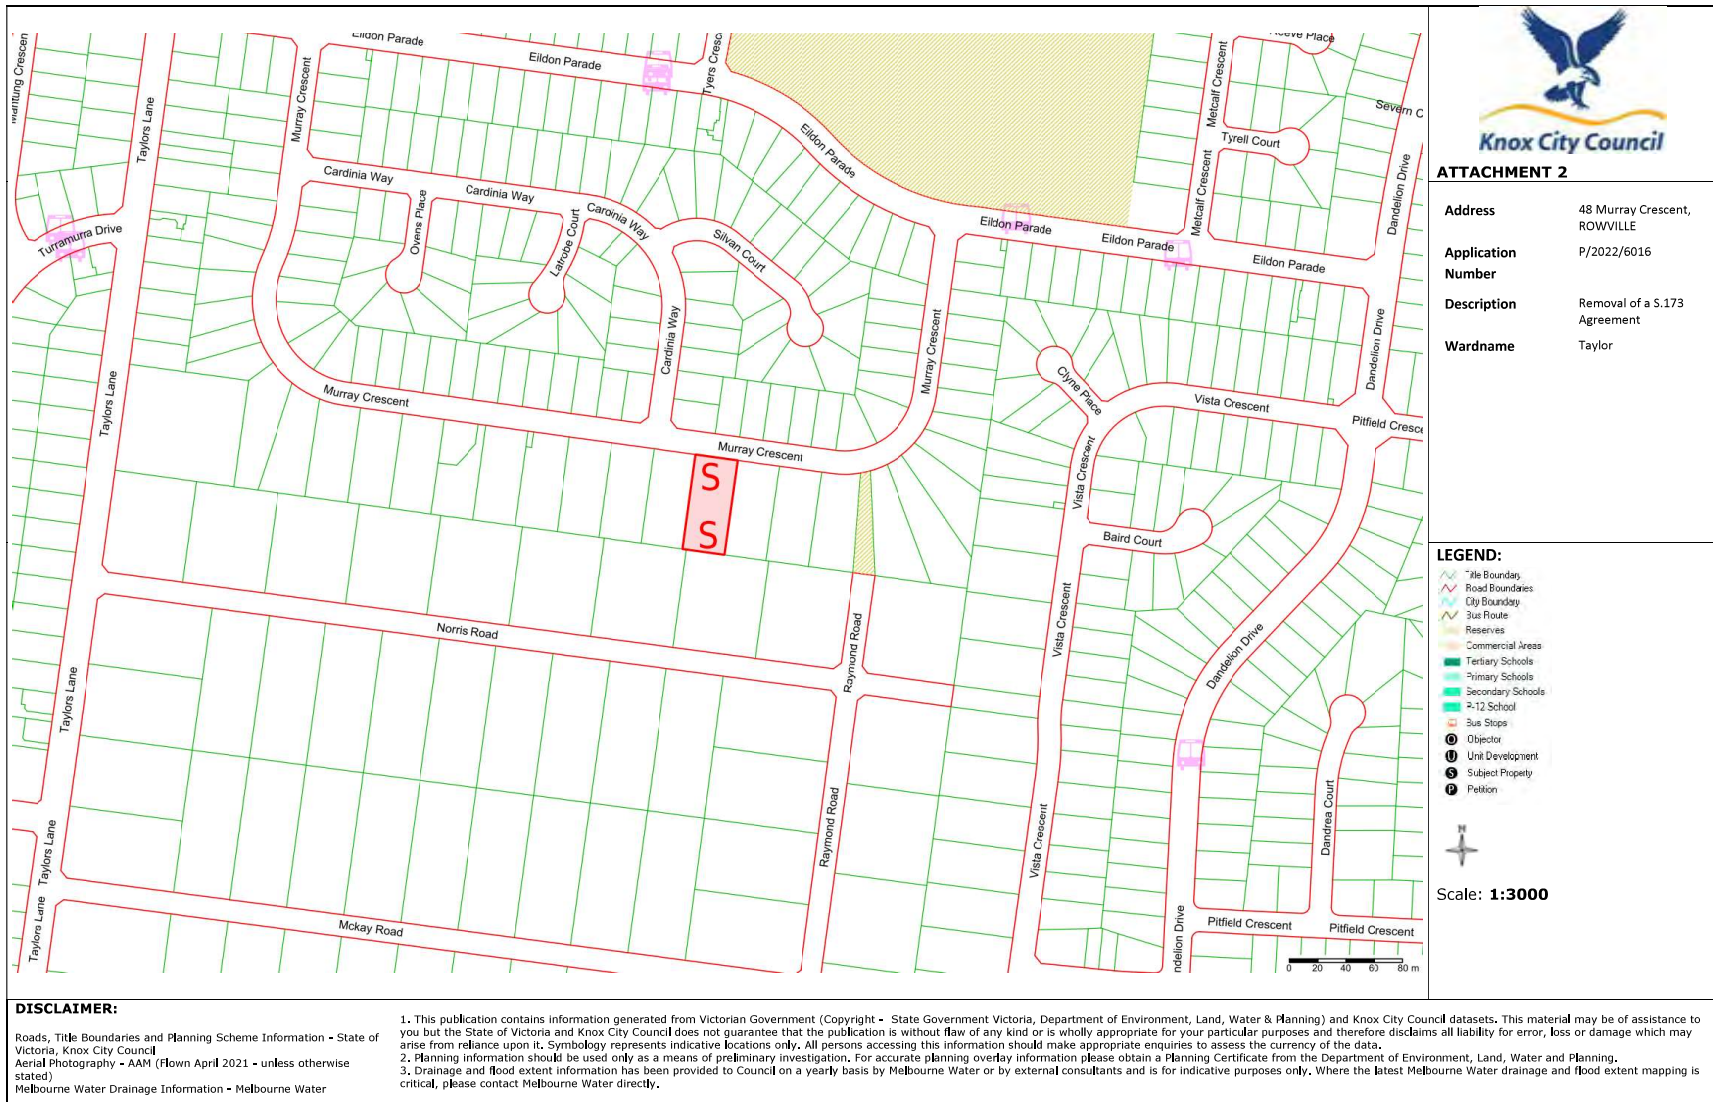 Eildon Parade
Eildon Parade
Murray Crescent
Taylors Lane
Eildon Parade
Metcalf Crescent
Tyrell Court
Metcalf Crescent
Dandelion Drive
Cardinia Way
Cardinia Way
Cardinia Way
Ovens Place
Latrobe Court
Silvan Court
Turramurra Drive
Eildon Parade
Eildon Parade
Eildon Parade
Cardinia Way
Murray Crescent
Dandelion Drive
Taylors Lane
Murray Crescent
Clyne Place
Vista Crescent
Pitfield Cresce
Murray Crescent
Vista Crescent
S
S
Baird Court
Norris Road
Raymond Road
Vista Crescent
Dandelion Drive
Taylors Lane
Raymond Road
Vista Crescent
Dandrea Court
Taylors Lane
Taylors Lane
Mckay Road
ndelion Drive
Pitfield Crescent
Pitfield Crescent
0 20 40 60 80 m
Knox City Council
ATTACHMENT 2
Address 48 Murray Crescent,
ROWVILLE
Application P/2022/6016
Number
Description Removal of a S.173
Agreement
Wardname Taylor
LEGEND:
Title Boundary
Road Boundaries
City Boundary
Bus Route
Reserves
Commercial Areas
Tertiary Schools
Primary Schools
Secondary Schools
P-12 School
Bus Stops
O Objector
U Unit Development
S Subject Property
P Petition
N
Scale: 1:3000
DISCLAIMER:
Roads, Title Boundaries and Planning Scheme Information - State of
Victoria, Knox City Council
Aerial Photography - AAM (Flown April 2021 - unless otherwise
stated)
Melbourne Water Drainage Information - Melbourne Water
1. This publication contains information generated from Victorian Government (Copyright - State Government Victoria, Department of Environment, Land, Water & Planning) and Knox City Council datasets. This material may be of assistance to
you but the State of Victoria and Knox City Council does not guarantee that the publication is without flaw of any kind or is wholly appropriate for your particular purposes and therefore disclaims all liability for error, loss or damage which may
arise from reliance upon it. Symbology represents indicative locations only. All persons accessing this information should make appropriate enquiries to assess the currency of the data.
2. Planning information should be used only as a means of preliminary investigation. For accurate planning overlay information please obtain a Planning Certificate from the Department of Environment, Land, Water and Planning.
3. Drainage and flood extent information has been provided to Council on a yearly basis by Melbourne Water or by external consultants and is for indicative purposes only. Where the latest Melbourne Water drainage and flood extent mapping is
critical, please contact Melbourne Water directly.